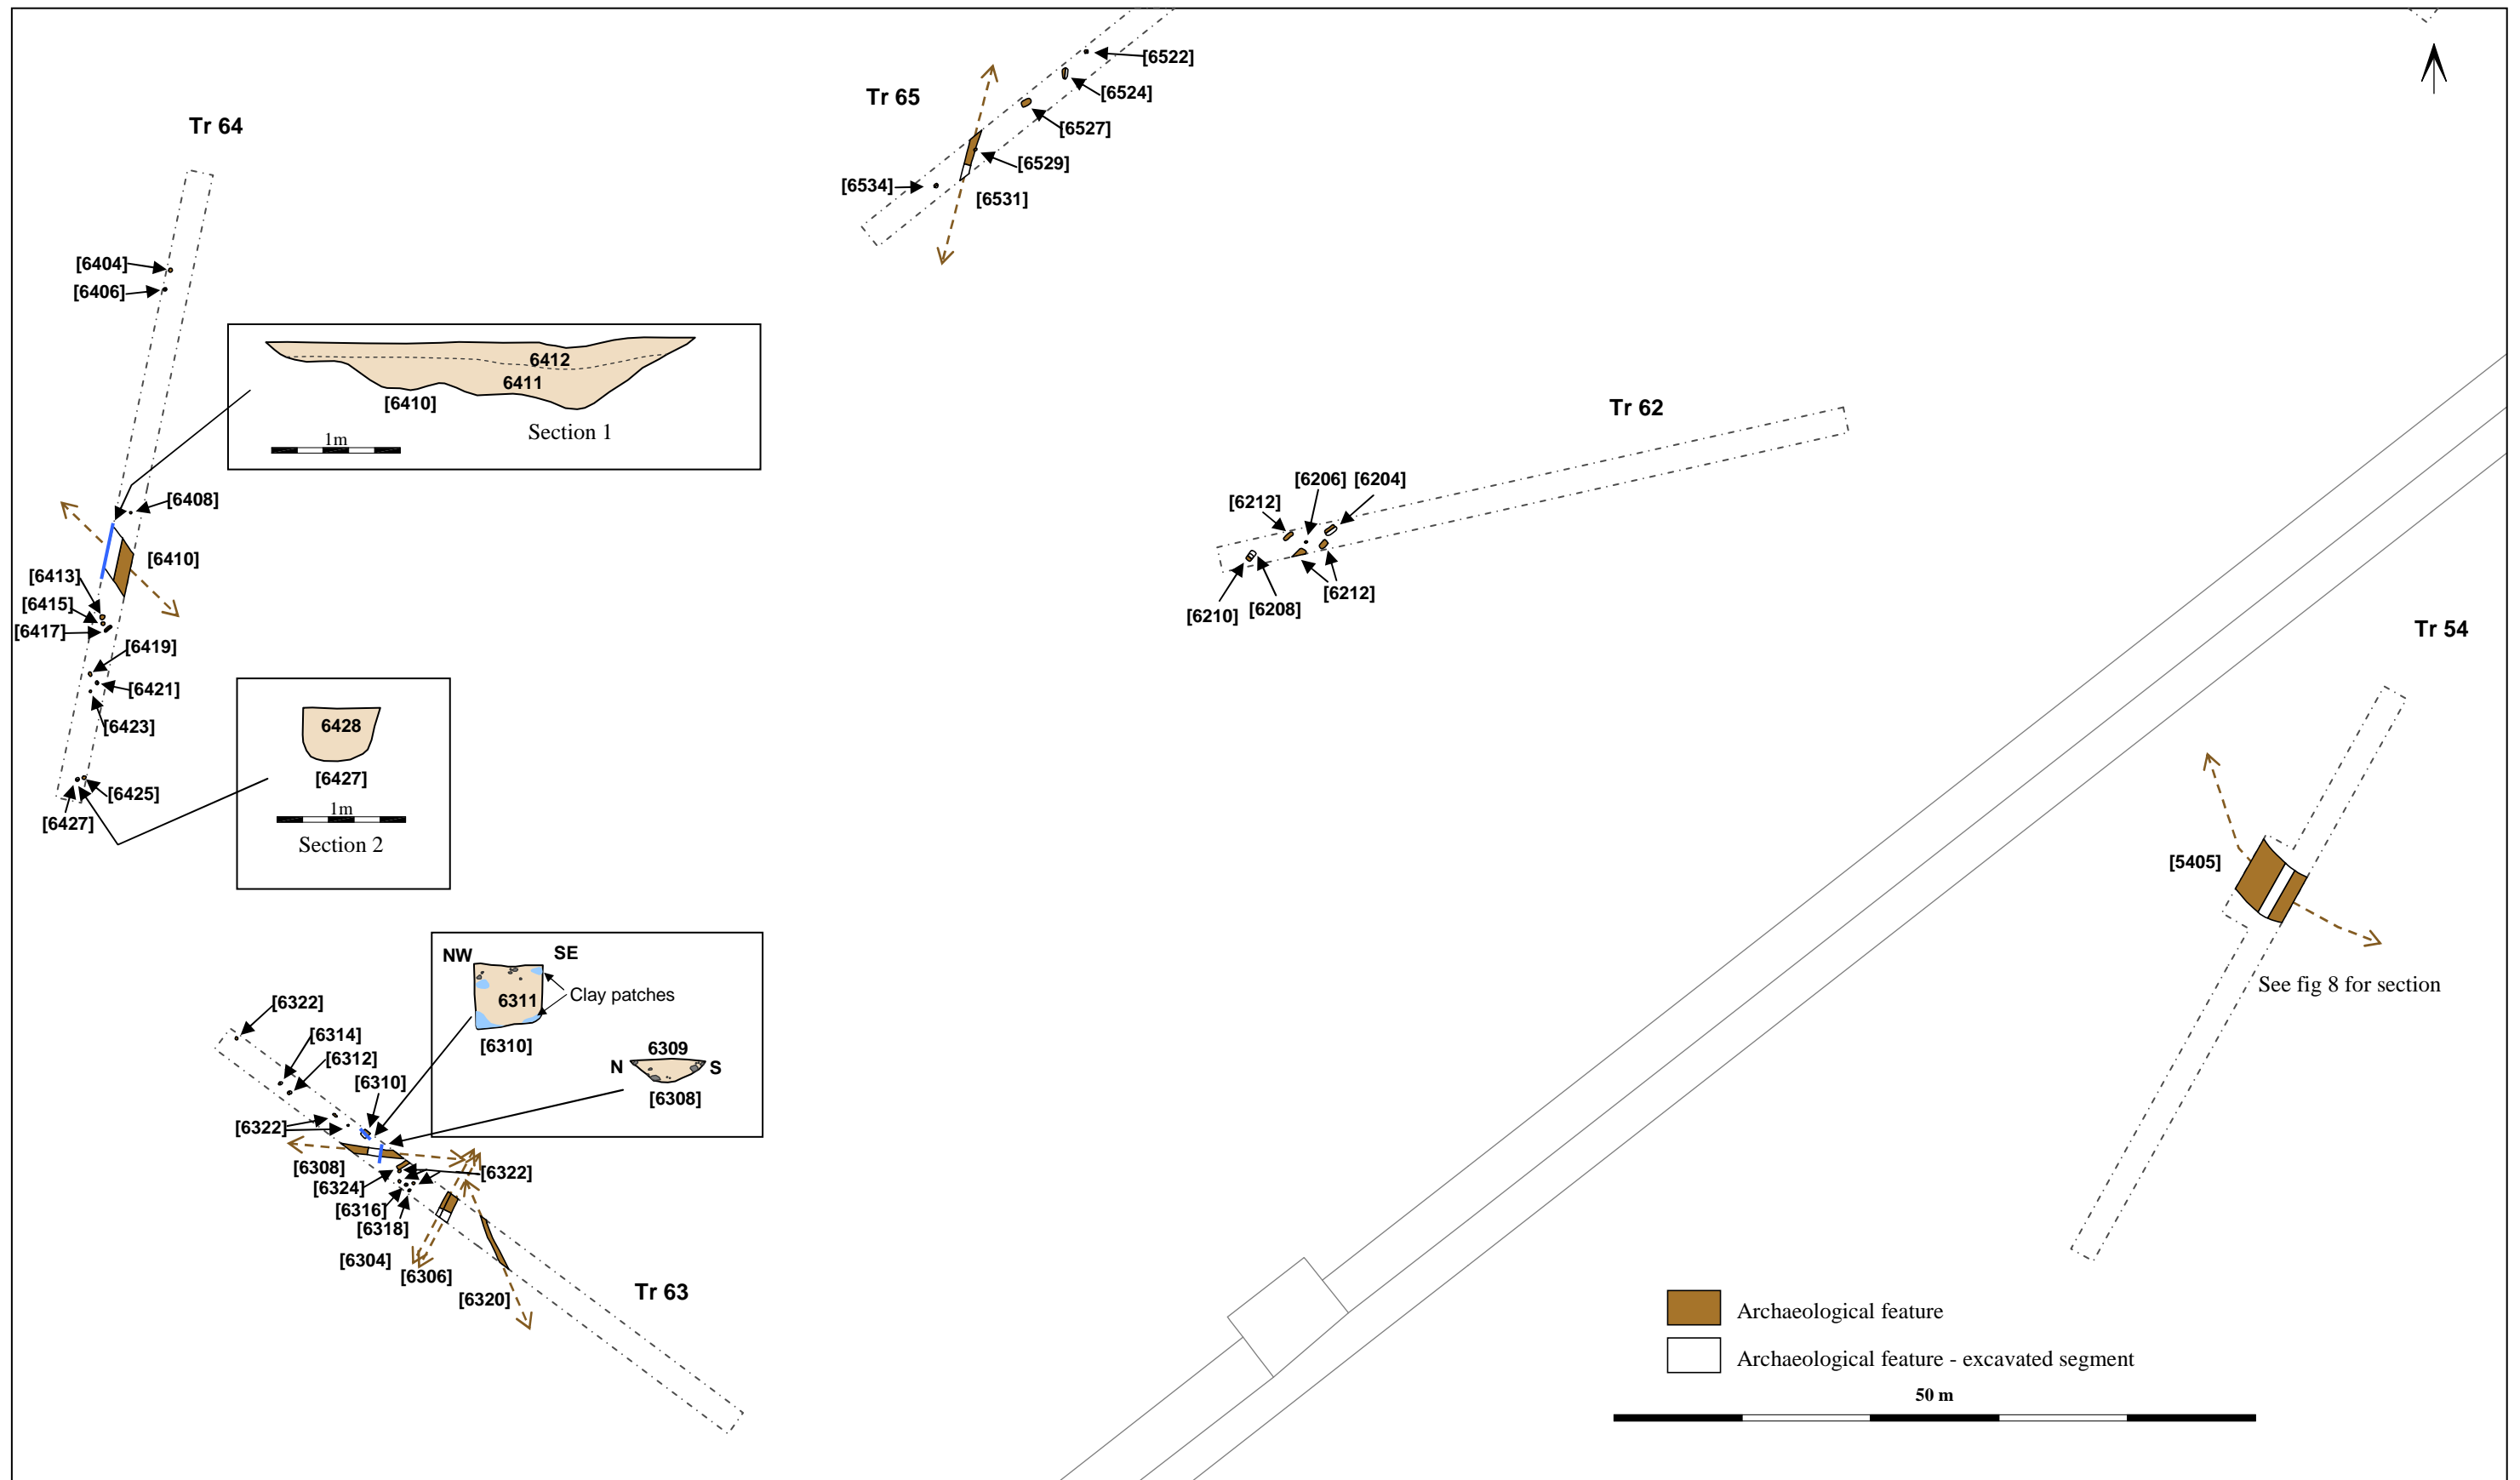 Tr 65
[6522]
[6524]
[6527]
[6529]
[6531]
[6534]
Tr 64
[6404]
[6406]
6412
6411
[6410]
Section 1
1m
[6408]
[6410]
[6413]
[6415]
[6417]
[6419]
[6421]
[6423]
[6425]
[6427]
6428
[6427]
1m
Section 2
Tr 62
[6206]
[6204]
[6212]
[6212]
[6210]
[6208]
Tr 54
[5405]
See fig 8 for section
NW
SE
6311
Clay patches
[6310]
6309
N
S
[6308]
[6322]
[6314]
[6312]
[6310]
[6322]
[6308]
[6322]
[6324]
[6316]
[6318]
[6304]
[6306]
[6320]
Tr 63
Archaeological feature
Archaeological feature - excavated segment
50 m